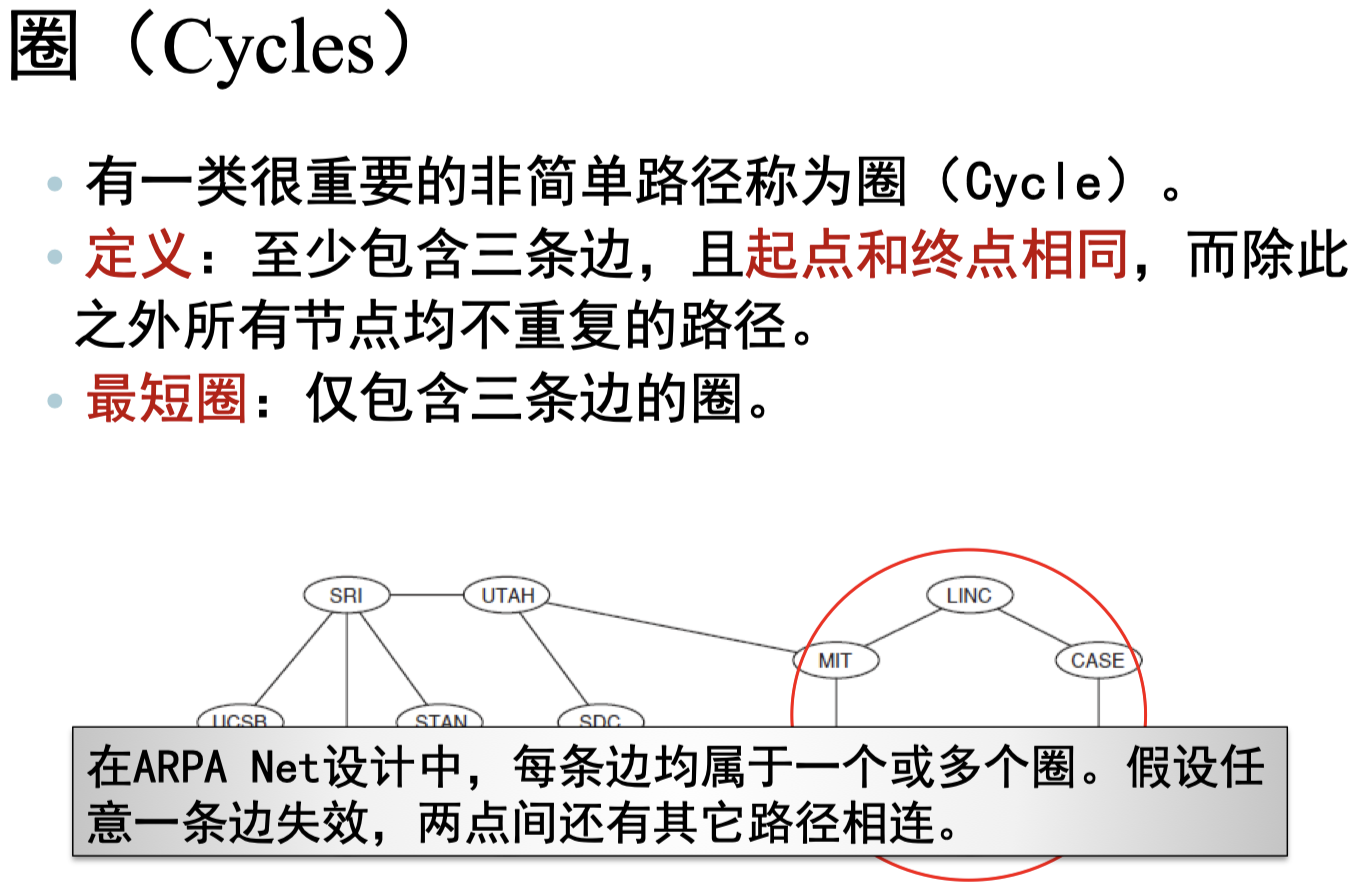 圈（Cycles）
有一类很重要的非简单路径称为圈（Cycle）。
定义：至少包含三条边，且起点和终点相同，而除此
之外所有节点均不重复的路径。
最短圈：仅包含三条边的圈。
SRI UTAH LINC
MIT CASE
UCSB STAN SDC
在ARPA Net设计中，每条边均属于一个或多个圈。假设任
意一条边失效，两点间还有其它路径相连。